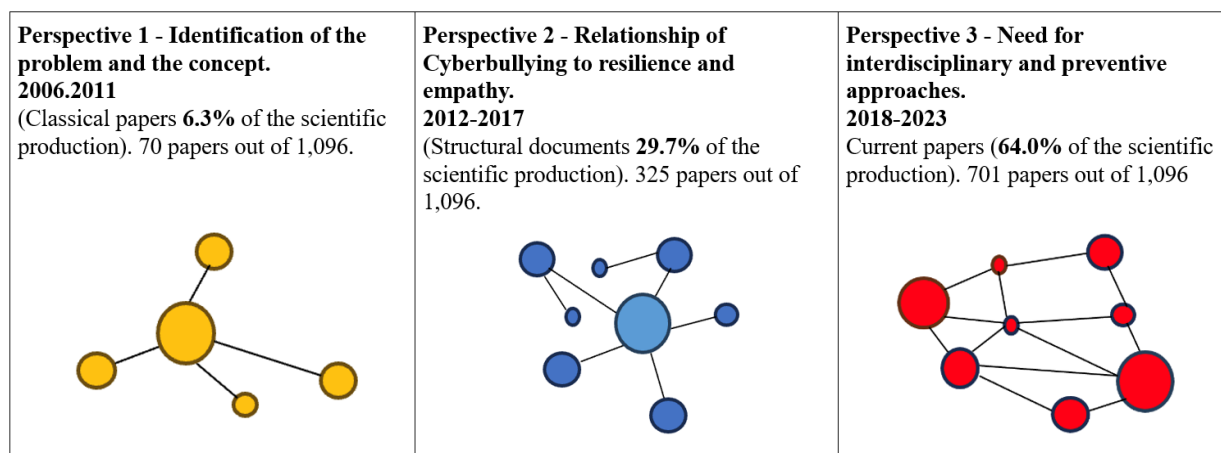 Perspective 1 - Identification of the
problem and the concept.
2006.2011
(Classical papers 6.3% of the scientific
production). 70 papers out of 1,096.
Perspective 2 - Relationship of
Cyberbullying to resilience and
empathy.
2012-2017
(Structural documents 29.7% of the
scientific production). 325 papers out of
1,096.
Perspective 3 - Need for
interdisciplinary and preventive
approaches.
2018-2023
Current papers (64.0% of the scientific
production). 701 papers out of 1,096